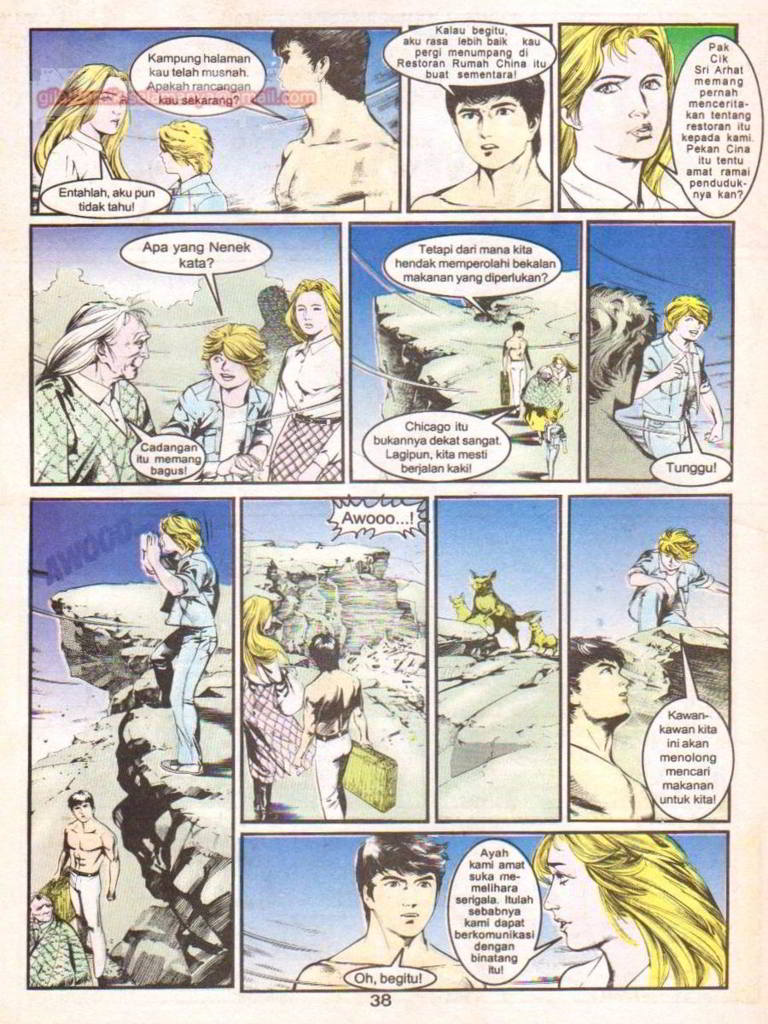 Kampung halaman
kau telah musnah.
Apakah rancangan
kau sekarang?
Entahlah, aku pun
tidak tahu!
Kalau begitu,
aku rasa lebih baik kau
pergi menumpang di
Restoran Rumah China itu
buat sementara!
Pak
Cik
Sri Arhat
memang
pernah
mencerita-
kan tentang
restoran itu
kepada kami.
Pekan Cina
itu tentu
amat ramai
penduduk-
nya kan?
Apa yang Nenek
kata?
Cadangan
itu memang
bagus!
Tetapi dari mana kita
hendak memperolahi bekalan
makanan yang diperlukan?
Chicago itu
bukannya dekat sangat.
Lagipun, kita mesti
berjalan kaki!
Tunggu!
AWOOO...
Awooo...!
Kawan-
kawan kita
ini akan
menolong
mencari
makanan
untuk kita!
Oh, begitu!
Ayah
kami amat
suka me-
melihara
serigala. Itulah
sebabnya
kami dapat
berkomunikasi
dengan
binatang
itu!
38